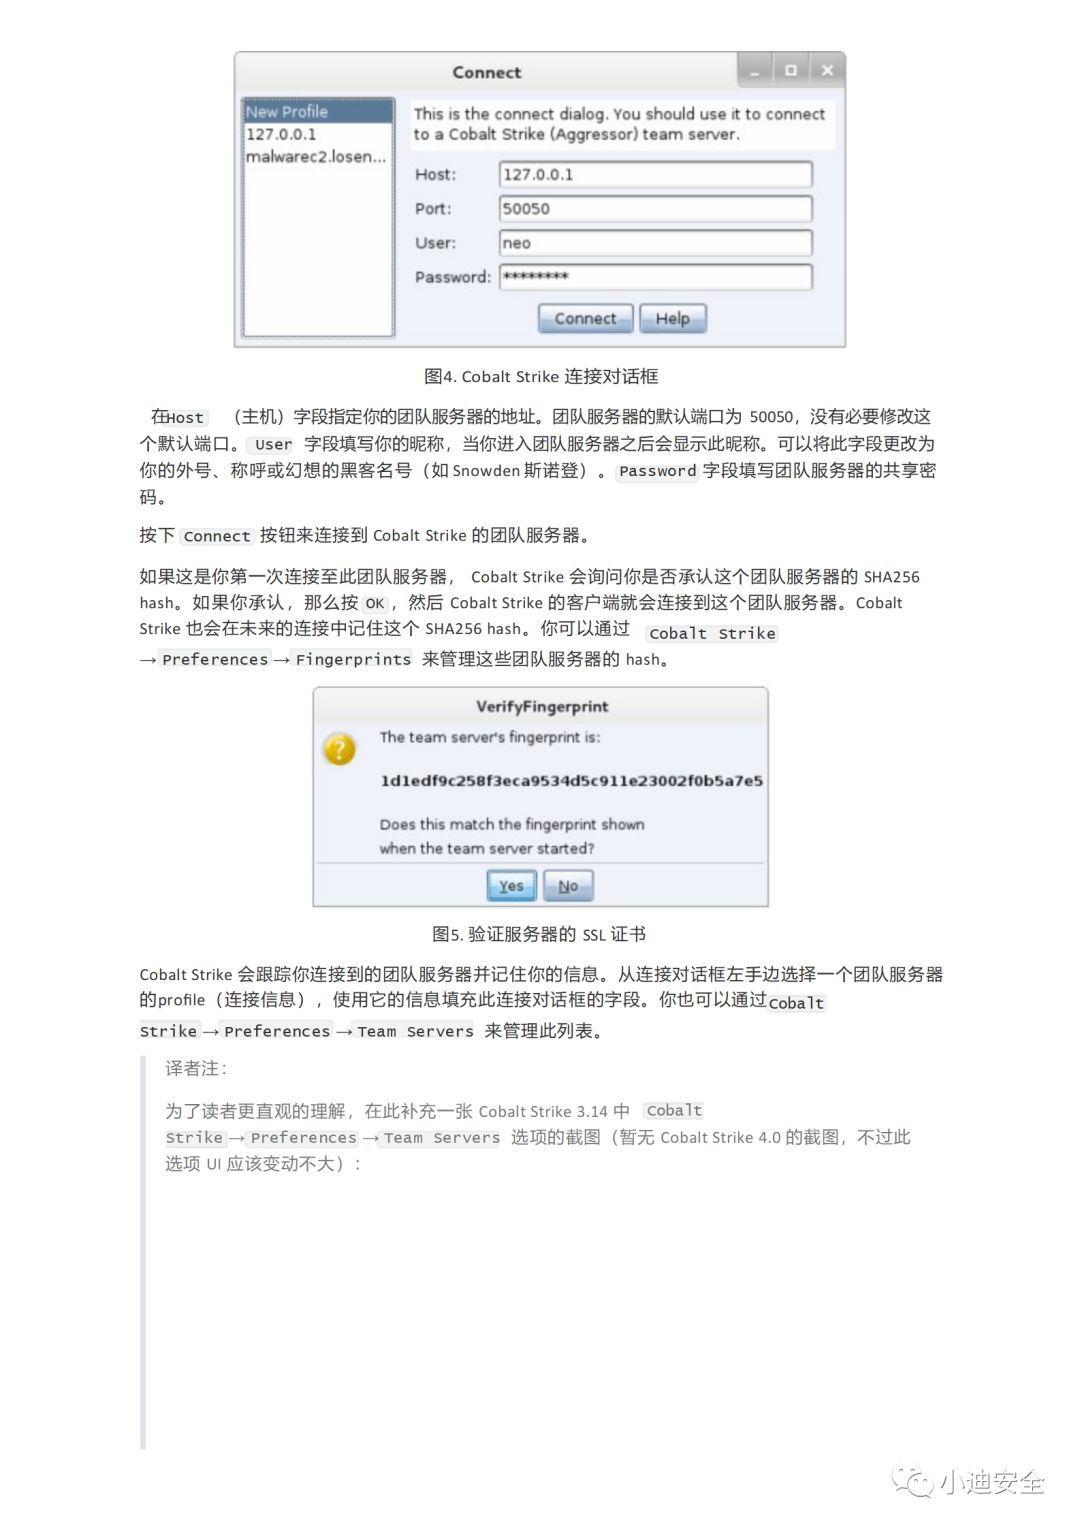 Connect
New Profile
127.0.0.1
malwarec2.losen...
This is the connect dialog. You should use it to connect
to a Cobalt Strike (Aggressor) team server.
Host: 127.0.0.1
Port: 50050
User: neo
Password: ********
Connect Help
图4. Cobalt Strike 连接对话框
在Host （主机）字段指定你的团队服务器的地址。团队服务器的默认端口为 50050，没有必要修改这
个默认端口。 User 字段填写你的昵称，当你进入团队服务器之后会显示此昵称。可以将此字段更改为
你的外号、称呼或幻想的黑客名号（如 Snowden 斯诺登）。 Password 字段填写团队服务器的共享密
码。
按下 Connect 按钮来连接到 Cobalt Strike 的团队服务器。
如果这是你第一次连接至此团队服务器， Cobalt Strike 会询问你是否承认这个团队服务器的 SHA256
hash。如果你承认，那么按 OK ，然后 Cobalt Strike 的客户端就会连接到这个团队服务器。Cobalt
Strike 也会在未来的连接中记住这个 SHA256 hash。你可以通过 Cobalt Strike
→ Preferences → Fingerprints 来管理这些团队服务器的 hash。
VerifyFingerprint
The team server's fingerprint is:
1d1edf9c258f3eca9534d5c911e23002f0b5a7e5
Does this match the fingerprint shown
when the team server started?
Yes No
图5. 验证服务器的 SSL 证书
Cobalt Strike 会跟踪你连接到的团队服务器并记住你的信息。从连接对话框左手边选择一个团队服务器
的profile（连接信息），使用它的信息填充此连接对话框的字段。你也可以通过Cobalt
Strike → Preferences → Team Servers 来管理此列表。
译者注：
为了读者更直观的理解，在此补充一张 Cobalt Strike 3.14 中 Cobalt
Strike → Preferences → Team Servers 选项的截图（暂无 Cobalt Strike 4.0 的截图，不过此
选项 UI 应该变动不大）：
小迪安全